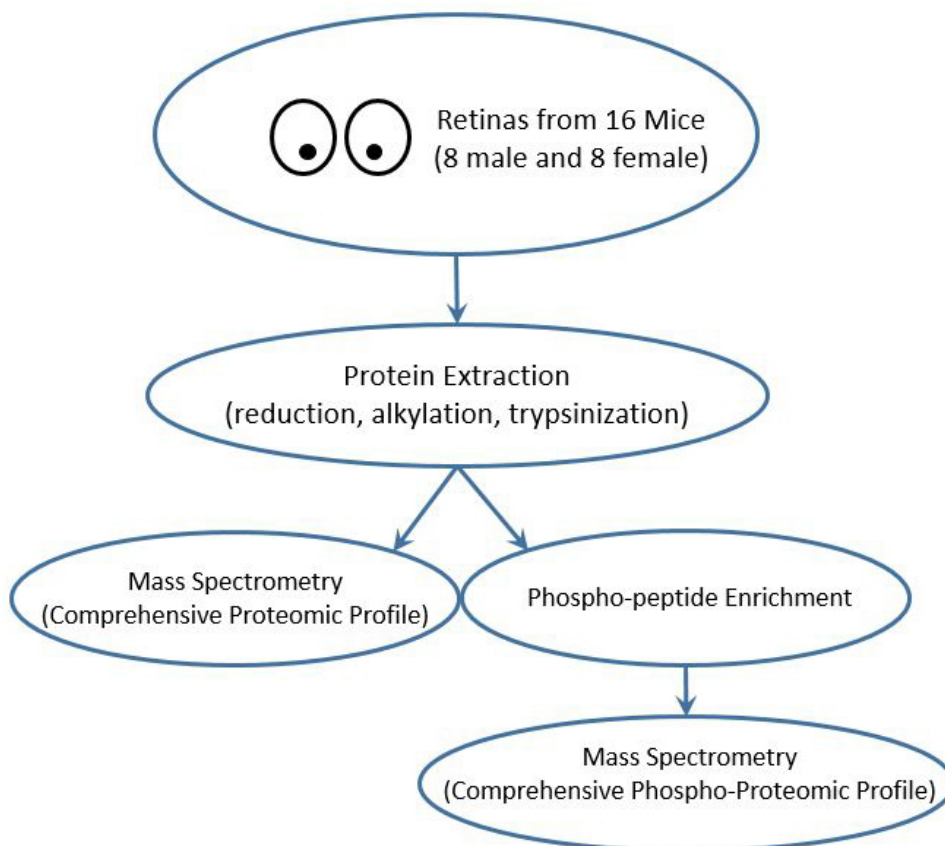 Retinas from 16 Mice
(8 male and 8 female)
Protein Extraction
(reduction, alkylation, trypsinization)
Mass Spectrometry
(Comprehensive Proteomic Profile)
Phospho-peptide Enrichment
Mass Spectrometry
(Comprehensive Phospho-Proteomic Profile)